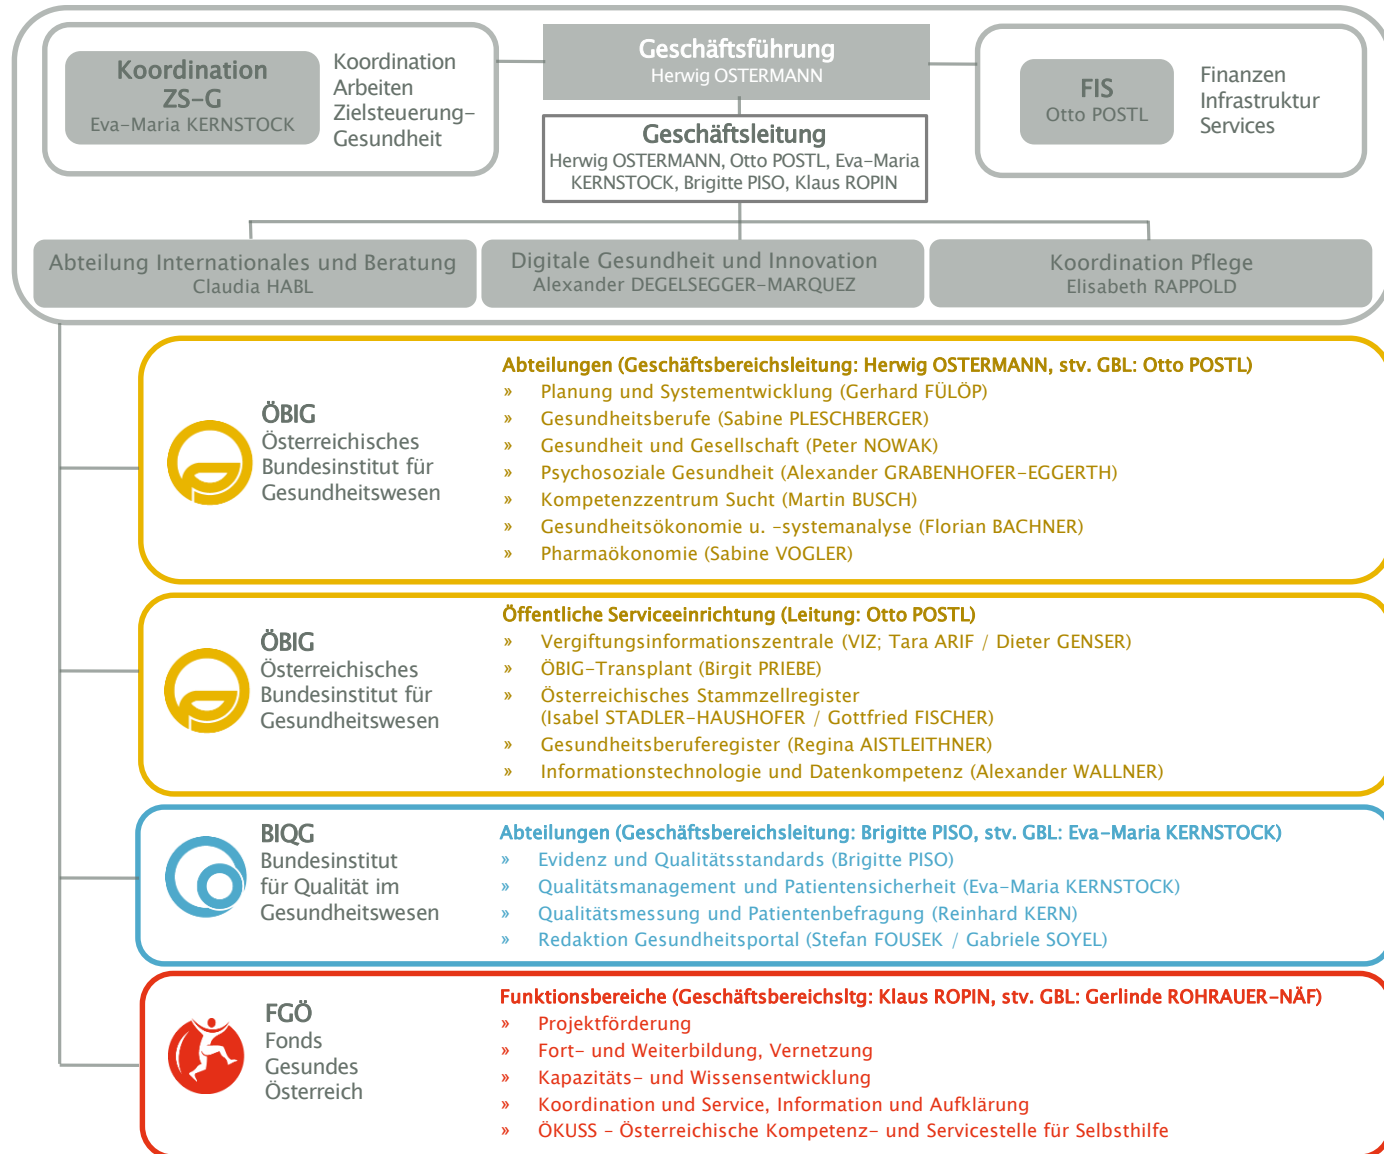 Koordination
ZS-G
Eva-Maria KERNSTOCK
Koordination
Arbeiten
Zielsteuerung-
Gesundheit
Geschäftsführung
Herwig OSTERMANN
FIS
Otto POSTL
Finanzen
Infrastruktur
Services
Geschäftsleitung
Herwig OSTERMANN, Otto POSTL, Eva-Maria
KERNSTOCK, Brigitte PISO, Klaus ROPIN
Abteilung Internationales und Beratung
Claudia HABL
Digitale Gesundheit und Innovation
Alexander DEGELSEGGER-MARQUEZ
Koordination Pflege
Elisabeth RAPPOLD
ÖBIG
Österreichisches
Bundesinstitut für
Gesundheitswesen
Abteilungen (Geschäftsbereichsleitung: Herwig OSTERMANN, stv. GBL: Otto POSTL)
» Planung und Systementwicklung (Gerhard FÜLÖP)
» Gesundheitsberufe (Sabine PLESCHBERGER)
» Gesundheit und Gesellschaft (Peter NOWAK)
» Psychosoziale Gesundheit (Alexander GRABENHOFER-EGGERTH)
» Kompetenzzentrum Sucht (Martin BUSCH)
» Gesundheitsökonomie u. -systemanalyse (Florian BACHNER)
» Pharmaökonomie (Sabine VOGLER)
ÖBIG
Österreichisches
Bundesinstitut für
Gesundheitswesen
Öffentliche Serviceeinrichtung (Leitung: Otto POSTL)
» Vergiftungsinformationszentrale (VIZ; Tara ARIF / Dieter GENSER)
» ÖBIG-Transplant (Birgit PRIEBE)
» Österreichisches Stammzellregister
(Isabel STADLER-HAUSHOFER / Gottfried FISCHER)
» Gesundheitsberuferegister (Regina AISTLEITHNER)
» Informationstechnologie und Datenkompetenz (Alexander WALLNER)
BIQG
Bundesinstitut
für Qualität im
Gesundheitswesen
Abteilungen (Geschäftsbereichsleitung: Brigitte PISO, stv. GBL: Eva-Maria KERNSTOCK)
» Evidenz und Qualitätsstandards (Brigitte PISO)
» Qualitätsmanagement und Patientensicherheit (Eva-Maria KERNSTOCK)
» Qualitätsmessung und Patientenbefragung (Reinhard KERN)
» Redaktion Gesundheitsportal (Stefan FOUSEK / Gabriele SOYEL)
FGÖ
Fonds
Gesundes
Österreich
Funktionsbereiche (Geschäftsbereichsltg: Klaus ROPIN, stv. GBL: Gerlinde ROHRAUER-NÄF)
» Projektförderung
» Fort- und Weiterbildung, Vernetzung
» Kapazitäts- und Wissensentwicklung
» Koordination und Service, Information und Aufklärung
» ÖKUSS - Österreichische Kompetenz- und Servicestelle für Selbsthilfe